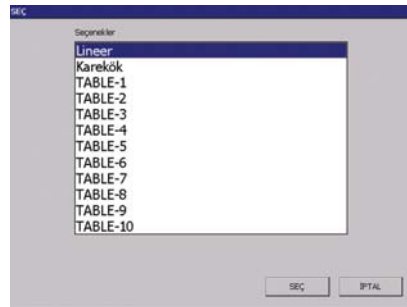 SEÇ
Seçenekler
Lineer
Karekök
TABLE-1
TABLE-2
TABLE-3
TABLE-4
TABLE-5
TABLE-6
TABLE-7
TABLE-8
TABLE-9
TABLE-10
SEÇ
İPTAL